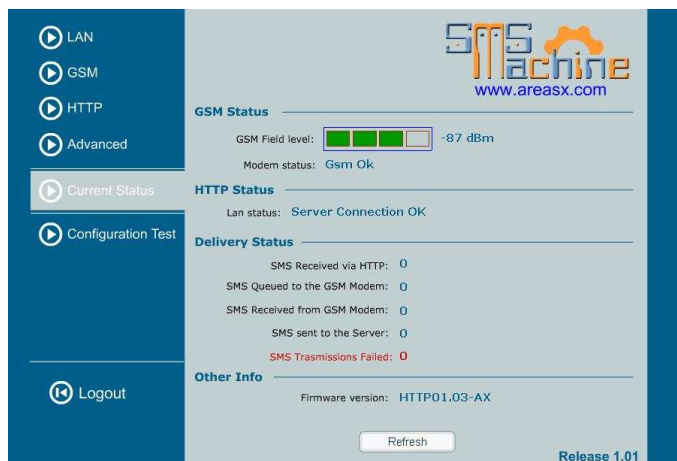 LAN
GSM
HTTP
Advanced
Current Status
Configuration Test
Logout
SMS
Machine
www.areasx.com
GSM Status
GSM Field level: -87 dBm
Modem status: Gsm Ok
HTTP Status
Lan status: Server Connection OK
Delivery Status
SMS Received via HTTP: 0
SMS Queued to the GSM Modem: 0
SMS Received from GSM Modem: 0
SMS sent to the Server: 0
SMS Trasmissions Failed: 0
Other Info
Firmware version: HTTP01.03-AX
Refresh
Release 1.01